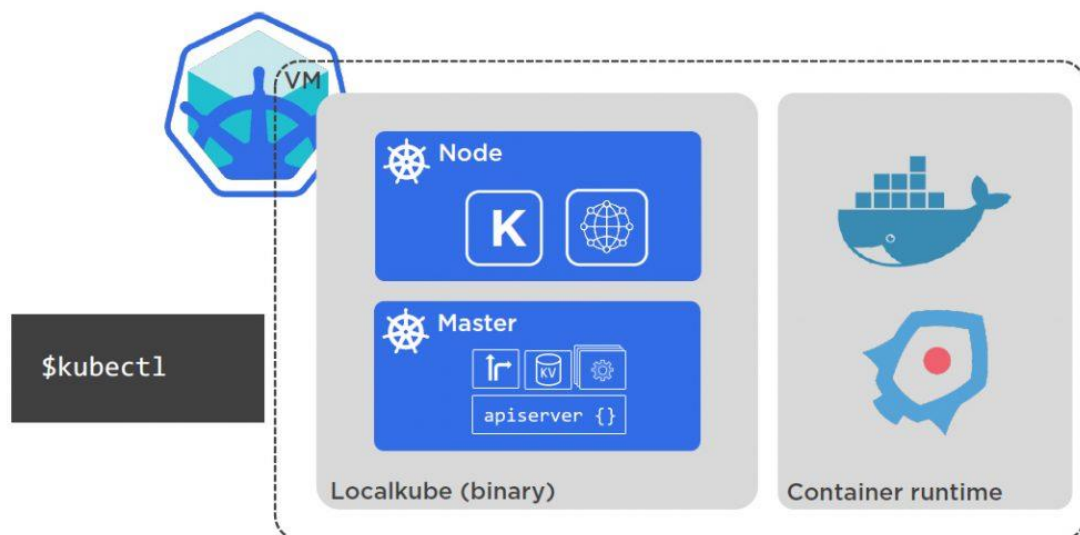 VM
Node
K
Master
KV
apiserver {}
$kubectl
Localkube (binary)
Container runtime